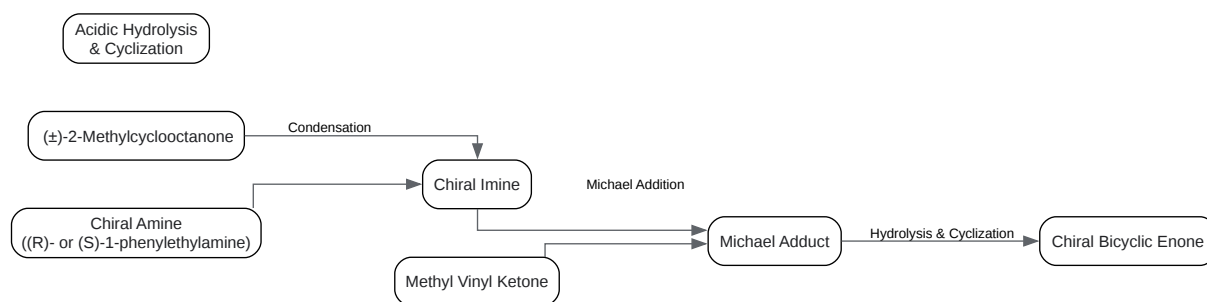 Acidic Hydrolysis
& Cyclization
(±)-2-Methylcyclooctanone
Condensation
Chiral Imine
Michael Addition
Chiral Amine
((R)- or (S)-1-phenylethylamine)
Michael Adduct
Hydrolysis & Cyclization
Chiral Bicyclic Enone
Methyl Vinyl Ketone